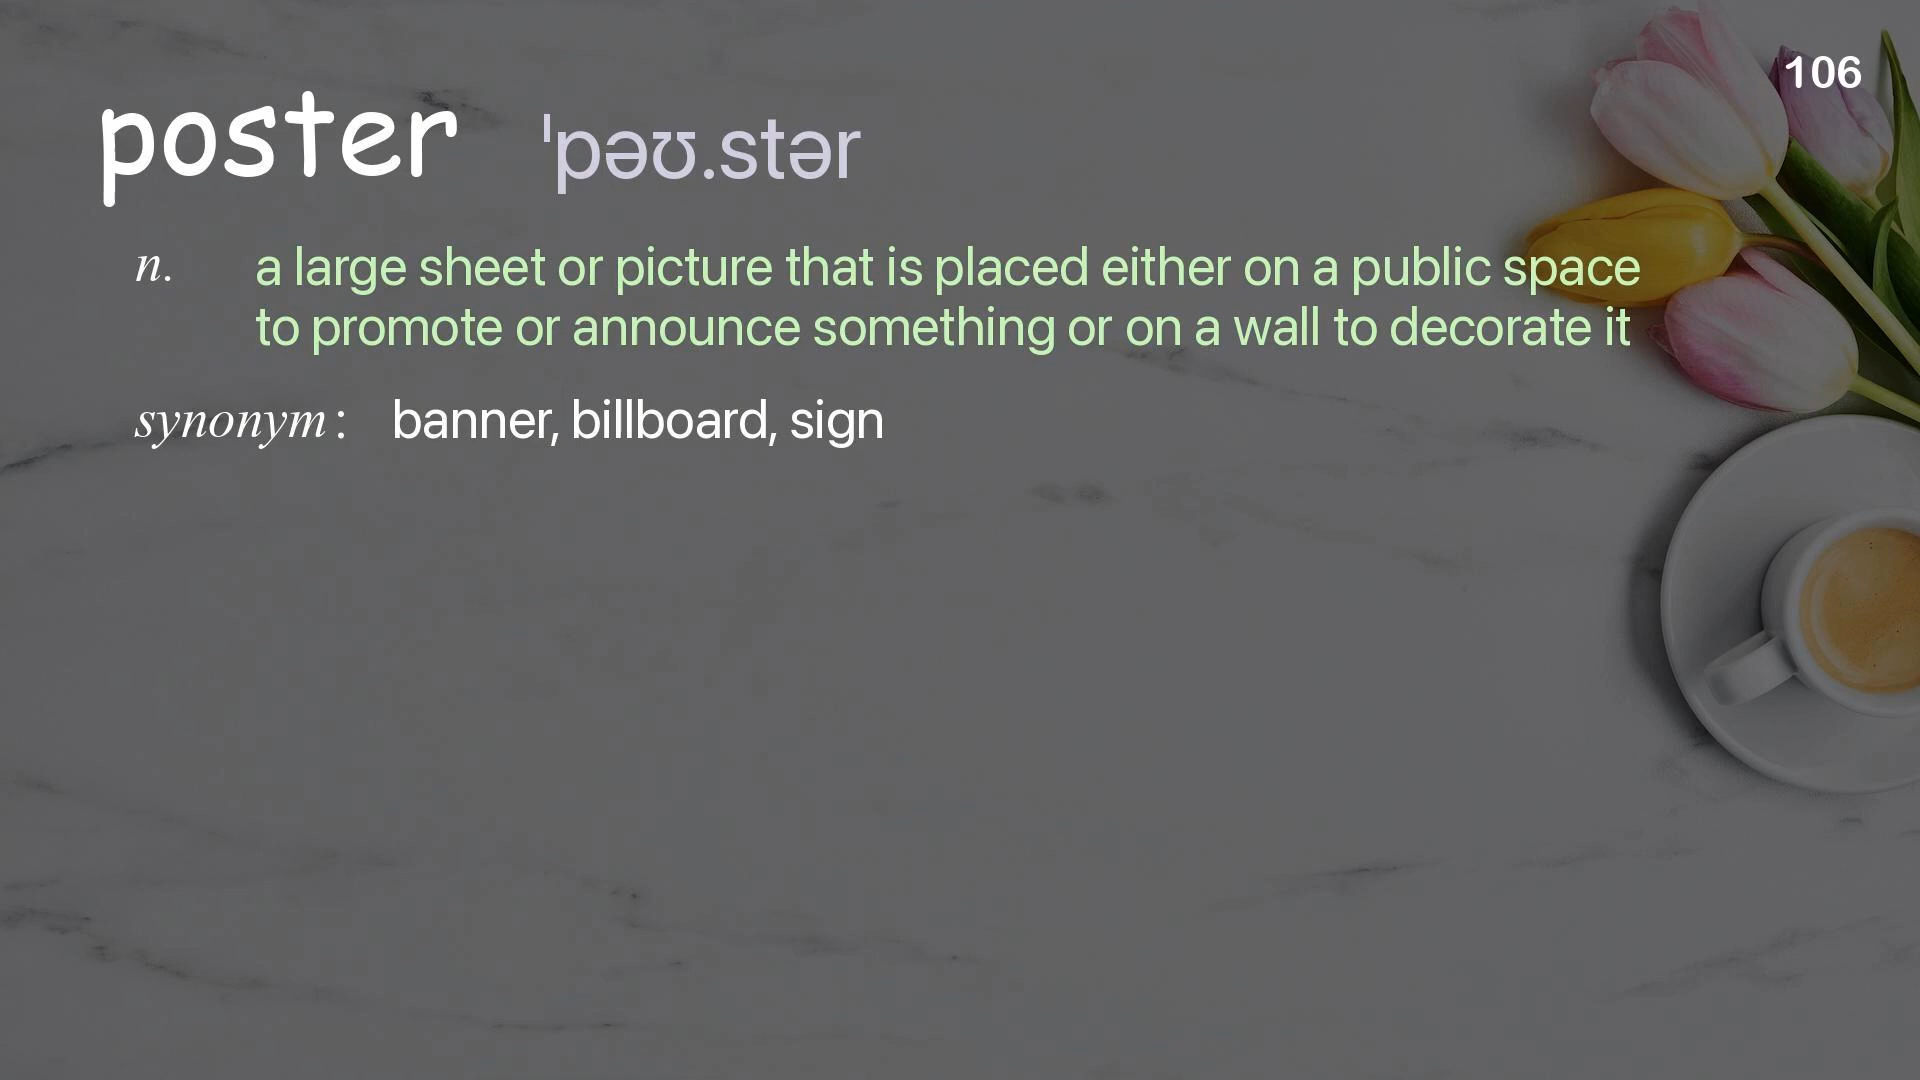 106
poster ˈpəʊ.stər
n. a large sheet or picture that is placed either on a public space
to promote or announce something or on a wall to decorate it
synonym : banner, billboard, sign